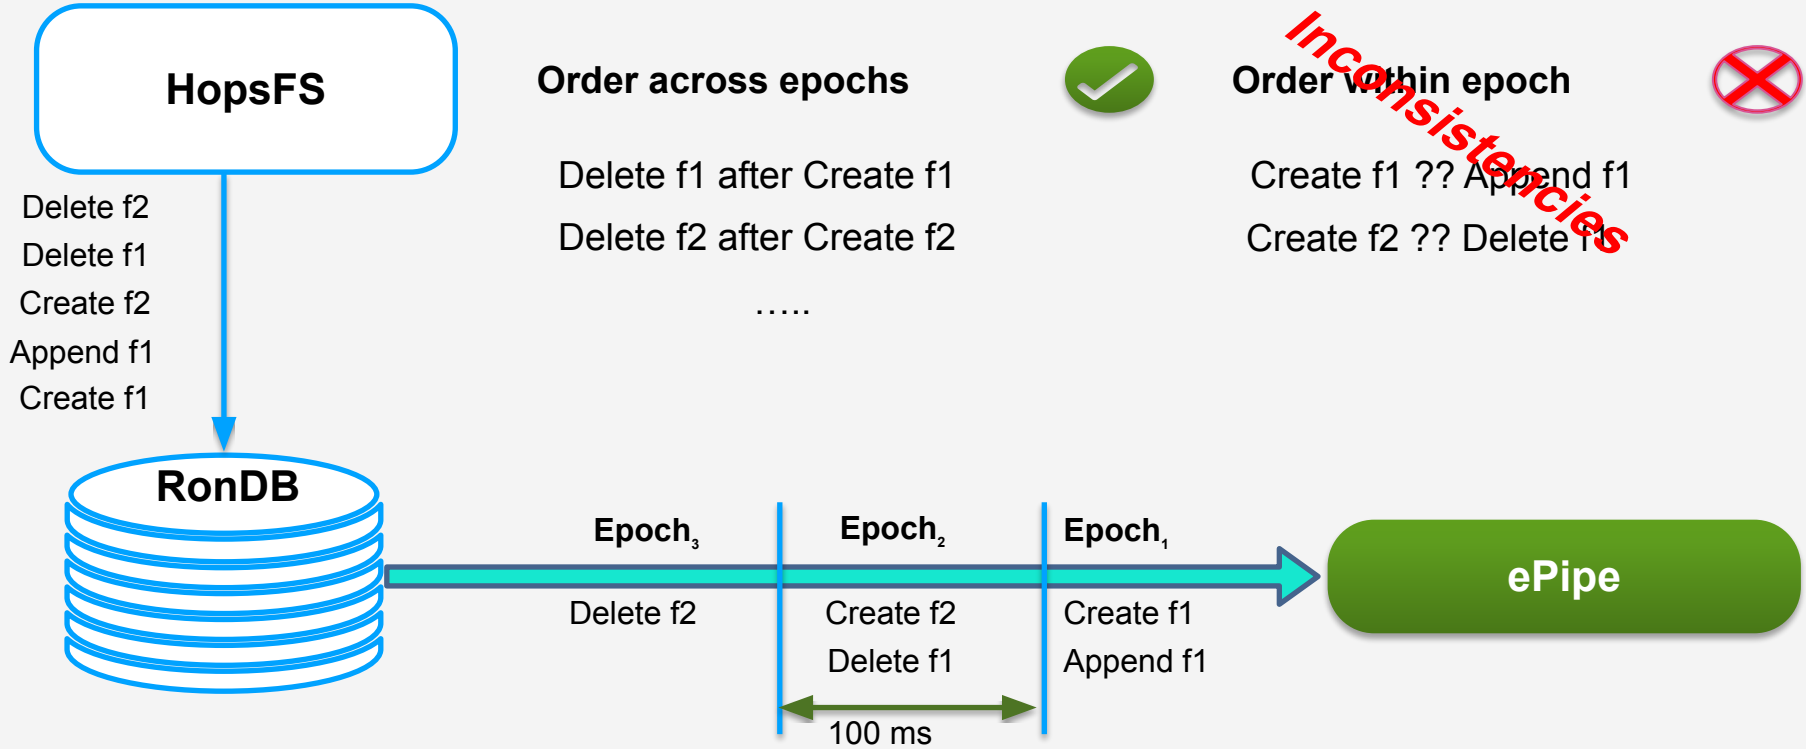 HopsFS
Order across epochs
Order within epoch
Inconsistencies
Delete f1 after Create f1
Delete f2 after Create f2
…..
Create f1 ?? Append f1
Create f2 ?? Delete f1
Delete f2
Delete f1
Create f2
Append f1
Create f1
RonDB
Epoch₃
Epoch₂
Epoch₁
Delete f2
Create f2
Delete f1
Create f1
Append f1
100 ms
ePipe